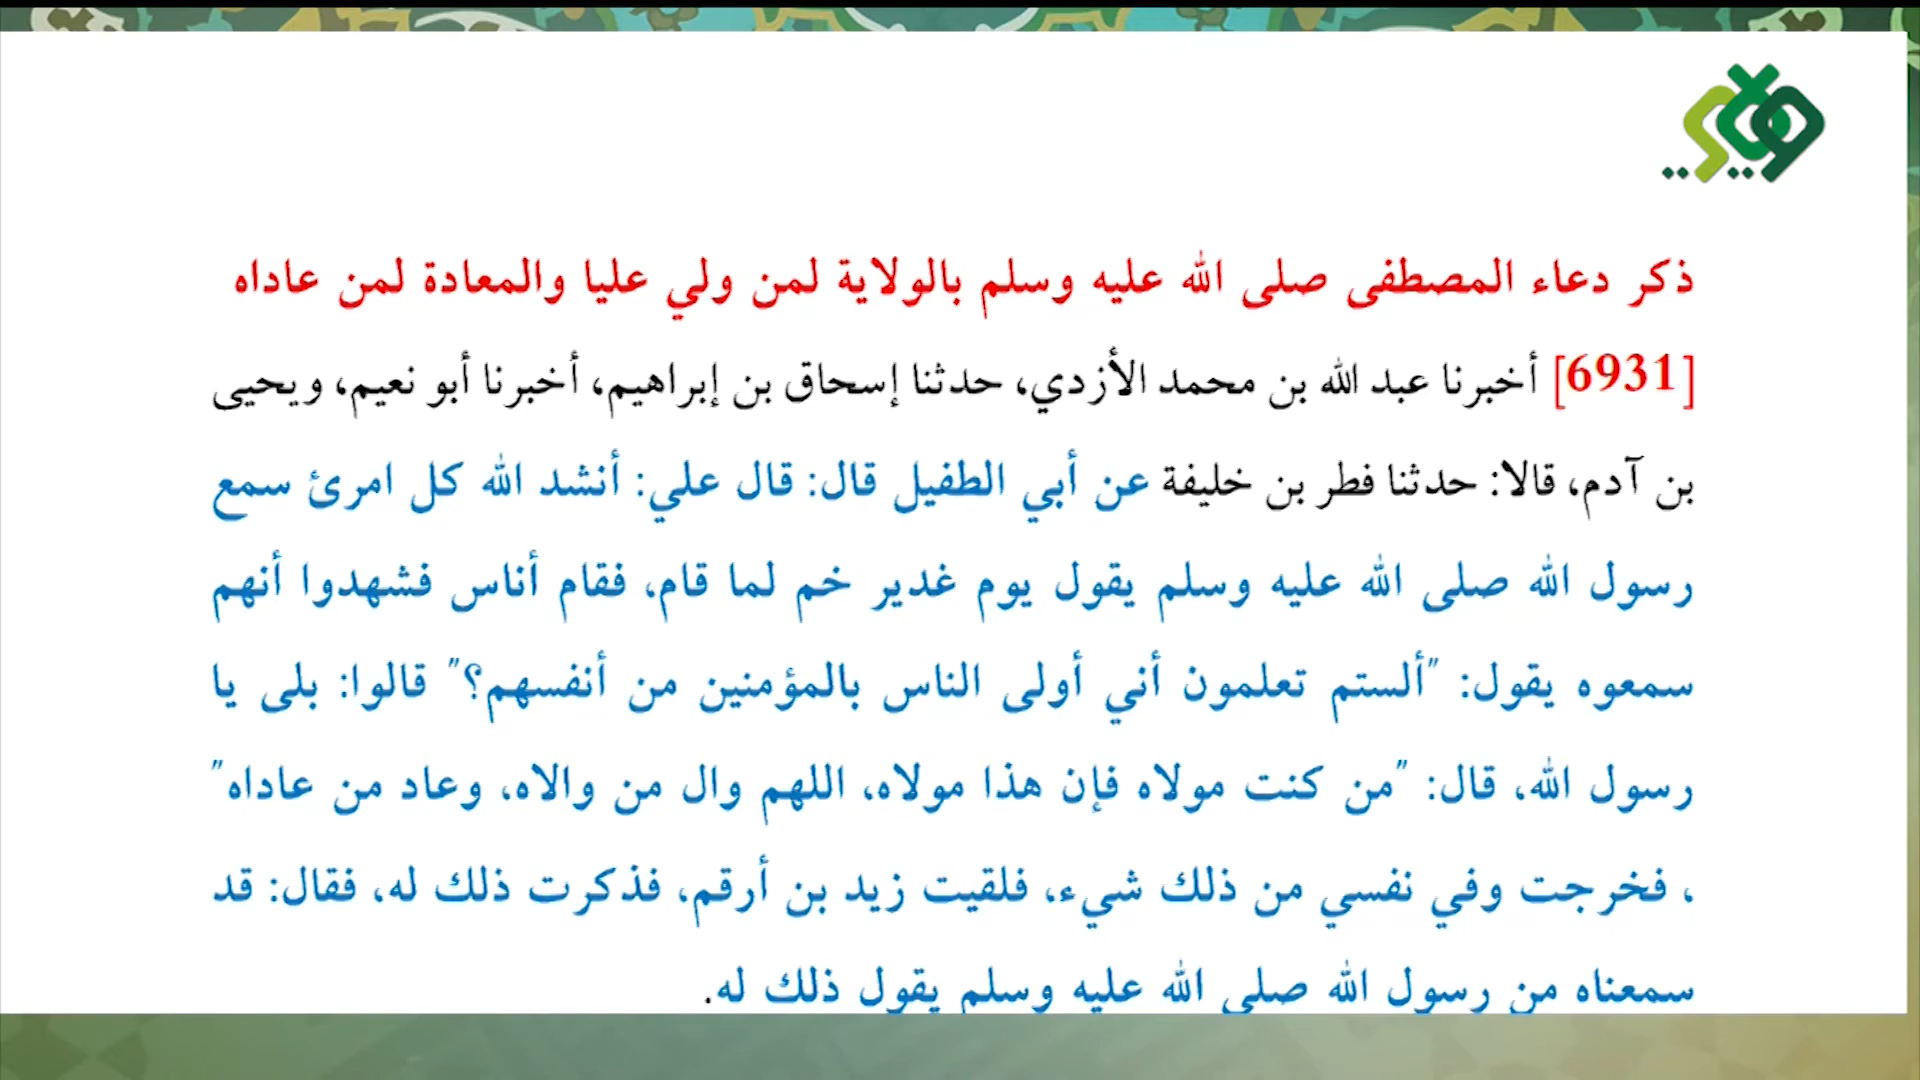 ذكر دعاء المصطفى صلى الله عليه وسلم بالولاية لمن ولي عليا والمعادة لمن عاداه
[6931] أخبرنا عبد الله بن محمد الأزدي، حدثنا إسحاق بن إبراهيم، أخبرنا أبو نعيم، ويحيى
بن آدم، قالا: حدثنا فطر بن خليفة عن أبي الطفيل قال: قال علي: أنشد الله كل امرئ سمع
رسول الله صلى الله عليه وسلم يقول يوم غدير خم لما قام، فقام أناس فشهدوا أنهم
سمعوه يقول: "ألستم تعلمون أني أولى الناس بالمؤمنين من أنفسهم؟" قالوا: بلى يا
رسول الله، قال: "من كنت مولاه فإن هذا مولاه، اللهم وال من والاه، وعاد من عاداه"
، فخرجت وفي نفسي من ذلك شيء، فلقيت زيد بن أرقم، فذكرت ذلك له، فقال: قد
سمعناه من رسول الله صلى الله عليه وسلم يقول ذلك له.